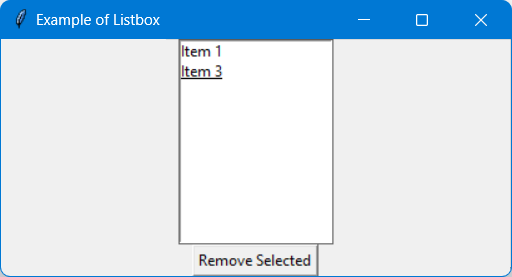 Example of Listbox
Item 1
Item 3
Remove Selected